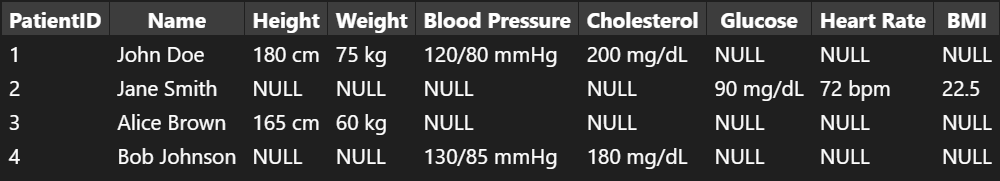 PatientID Name Height Weight Blood Pressure Cholesterol Glucose Heart Rate BMI
1 John Doe 180 cm 75 kg 120/80 mmHg 200 mg/dL NULL NULL NULL
2 Jane Smith NULL NULL NULL NULL 90 mg/dL 72 bpm 22.5
3 Alice Brown 165 cm 60 kg NULL NULL NULL NULL NULL
4 Bob Johnson NULL NULL 130/85 mmHg 180 mg/dL NULL NULL NULL